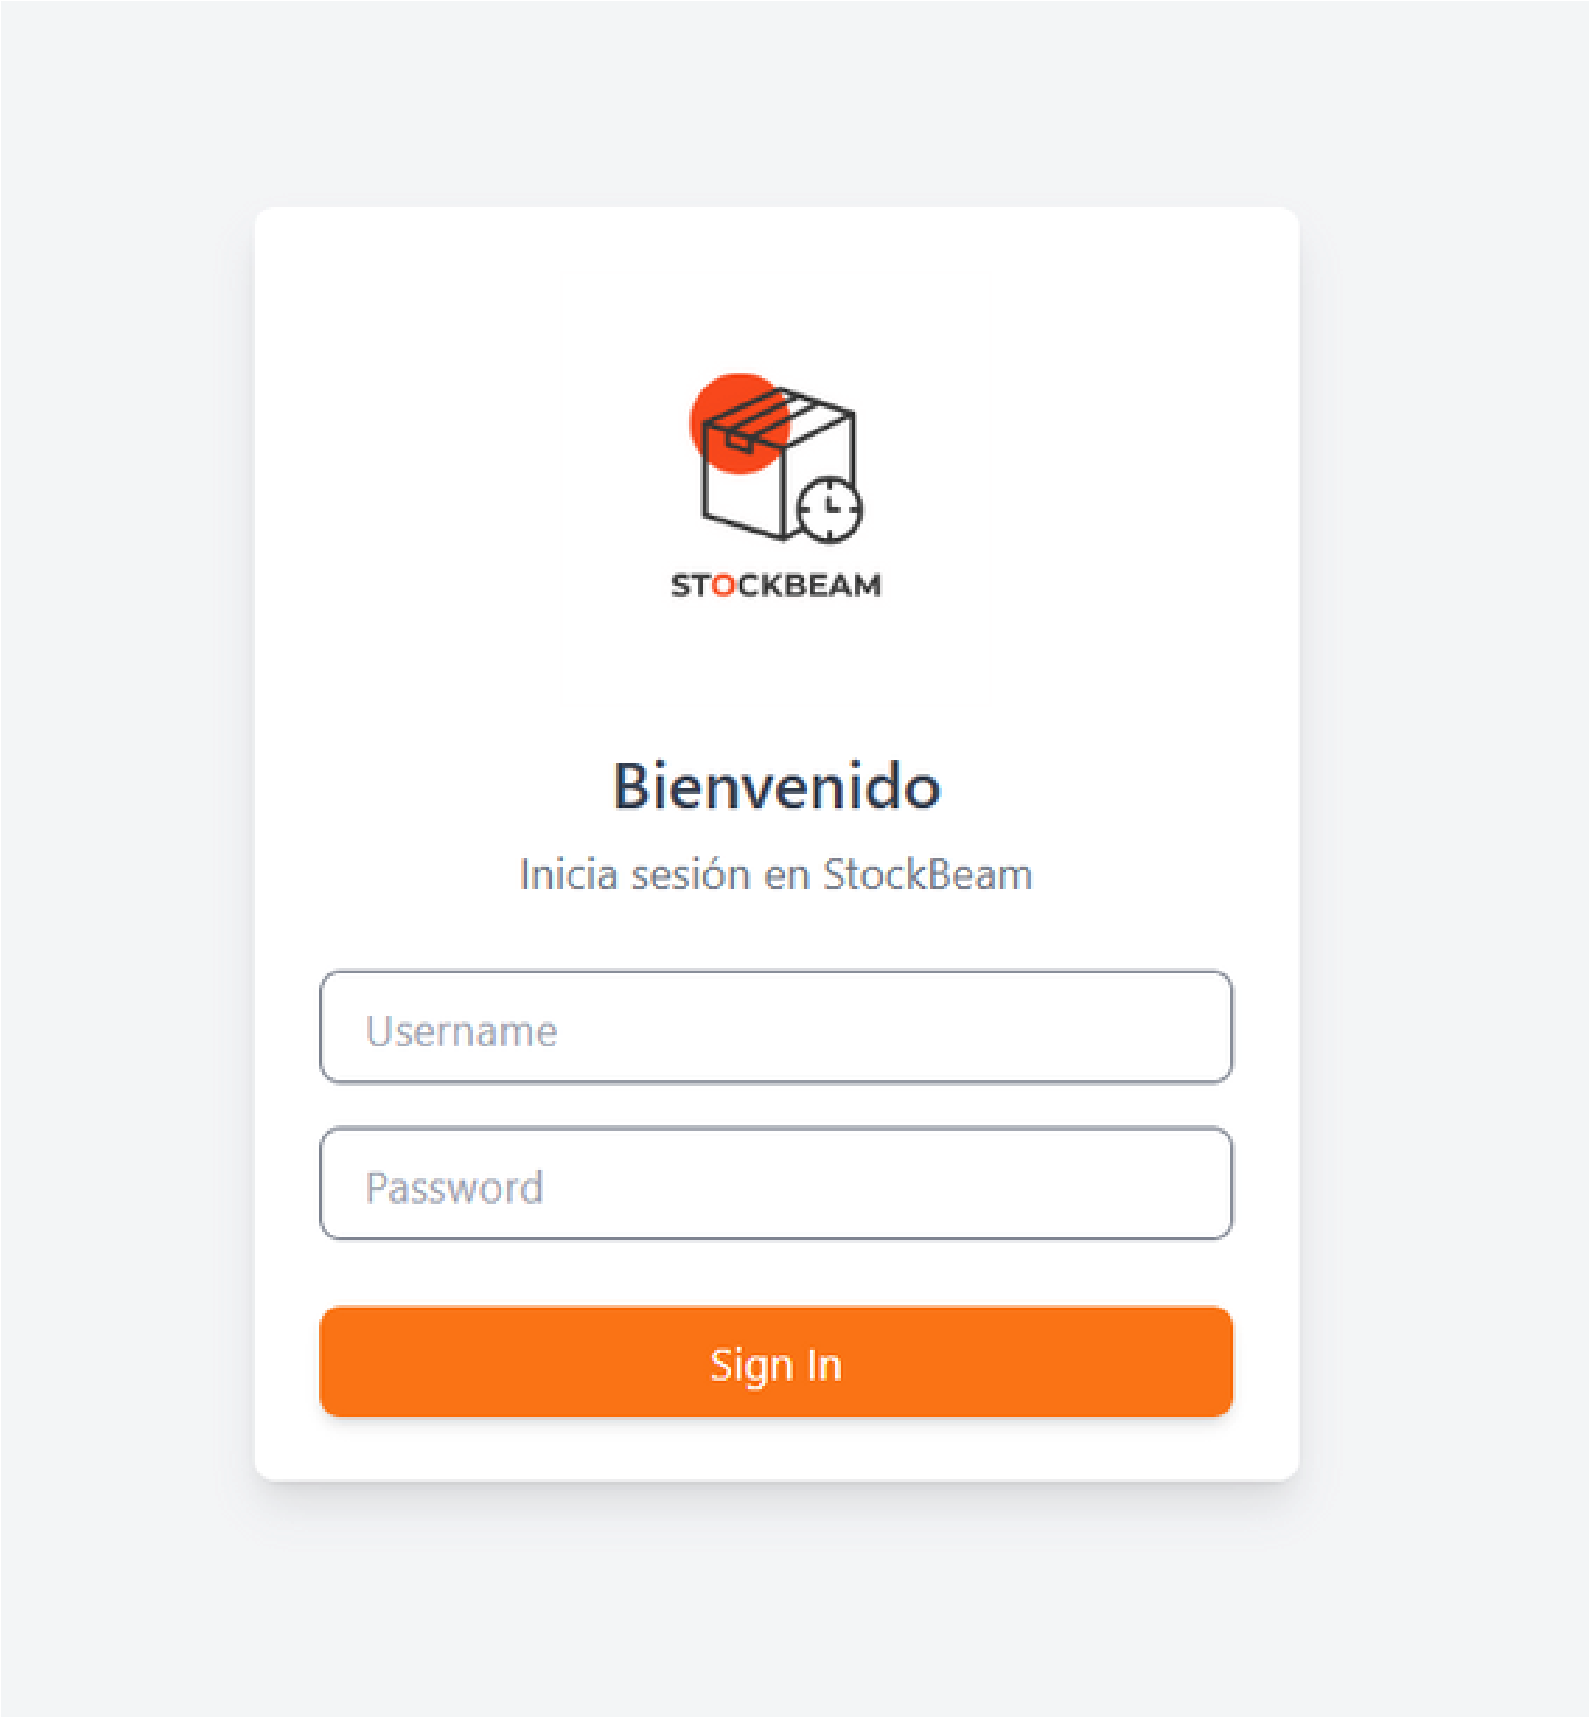 STOCKBEAM
Bienvenido
Inicia sesión en StockBeam
Username
Password
Sign In